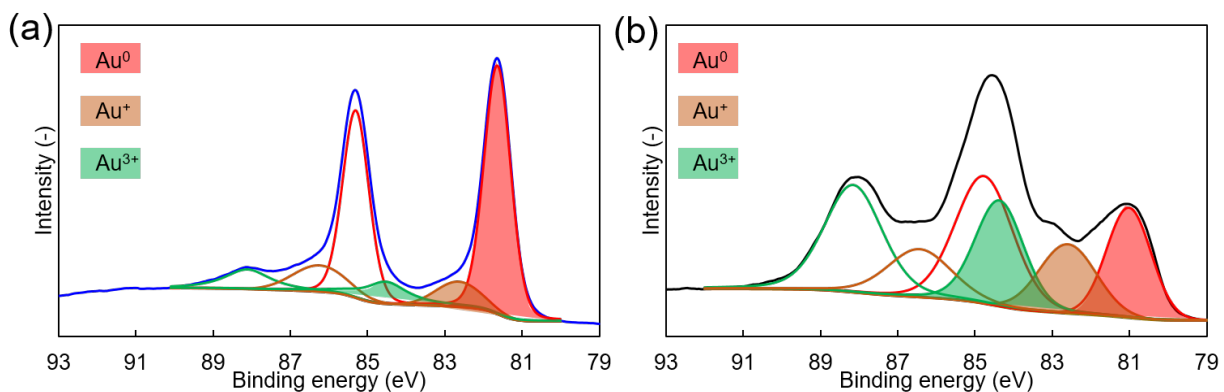 (a)
Au⁰
Au⁺
Au³⁺
Intensity (-)
93 91 89 87 85 83 81 79
Binding energy (eV)
(b)
Au⁰
Au⁺
Au³⁺
Intensity (-)
93 91 89 87 85 83 81 79
Binding energy (eV)